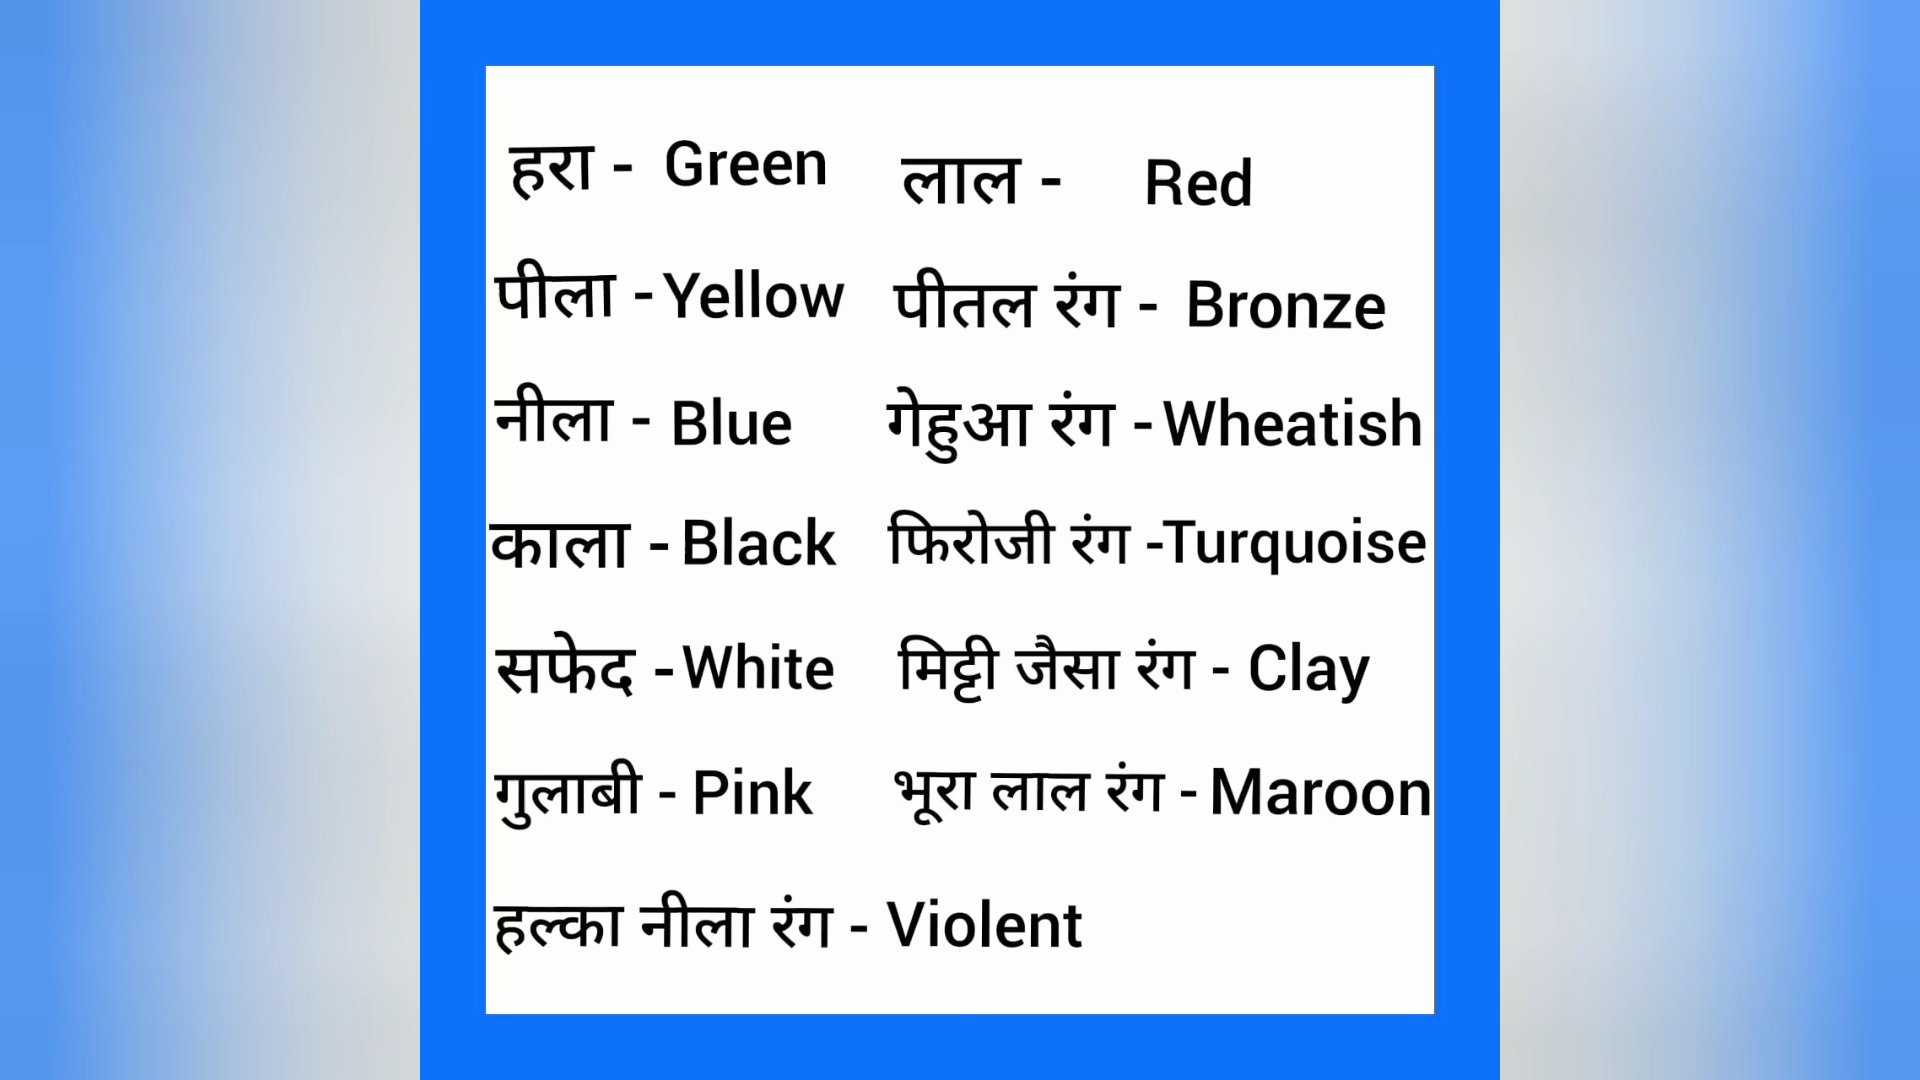 हरा - Green लाल - Red
पीला - Yellow पीतल रंग - Bronze
नीला - Blue गेहुआ रंग - Wheatish
काला - Black फिरोजी रंग -Turquoise
सफेद - White मिट्टी जैसा रंग - Clay
गुलाबी - Pink भूरा लाल रंग - Maroon
हल्का नीला रंग - Violent